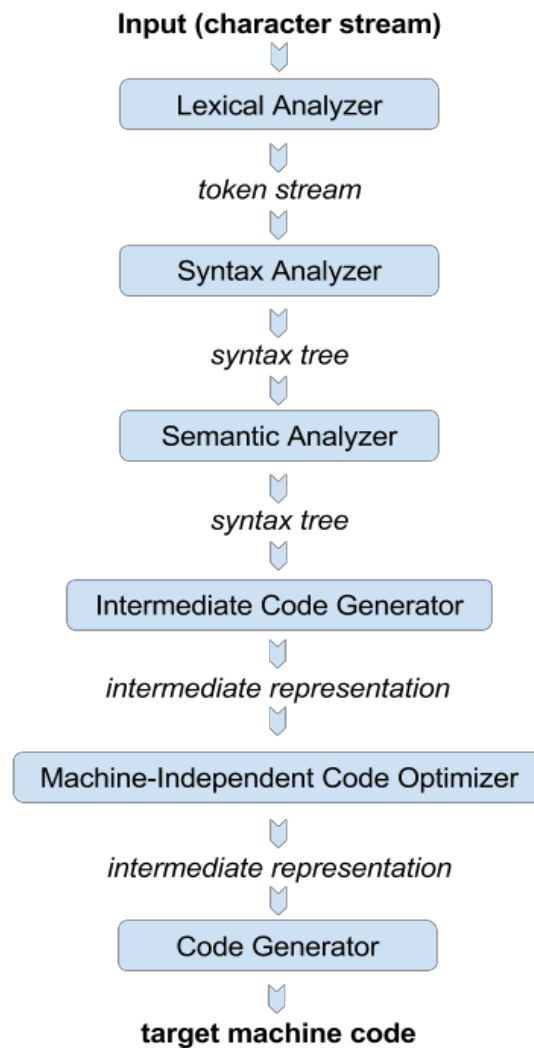 Input (character stream)
Lexical Analyzer
token stream
Syntax Analyzer
syntax tree
Semantic Analyzer
syntax tree
Intermediate Code Generator
intermediate representation
Machine-Independent Code Optimizer
intermediate representation
Code Generator
target machine code